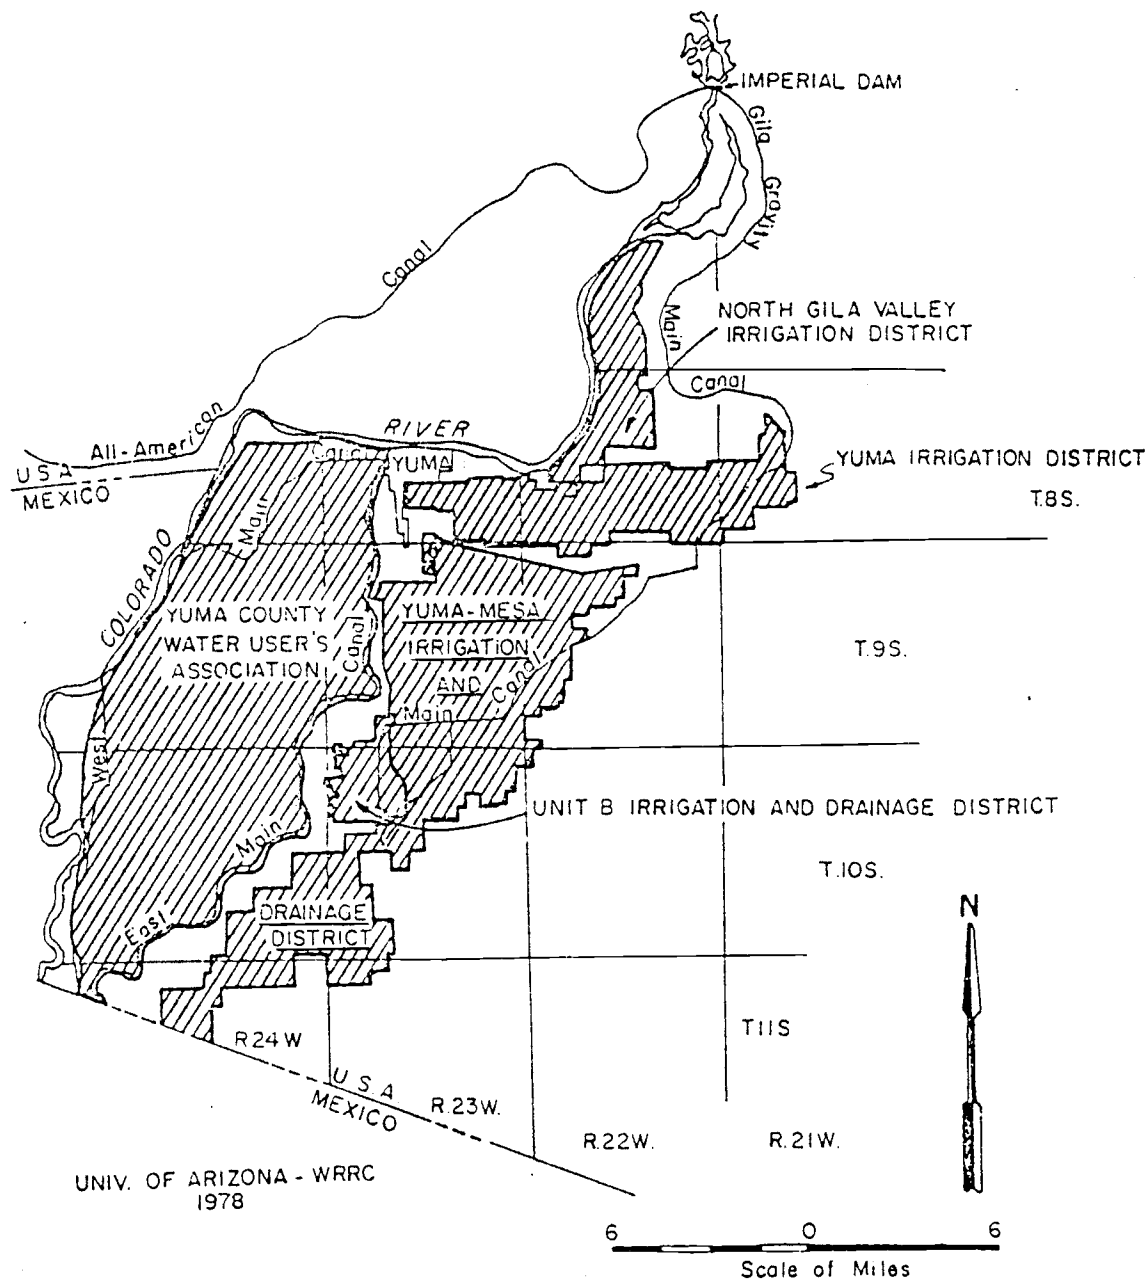 IMPERIAL DAM
Gila
Gravity
Main
Canal
NORTH GILA VALLEY
IRRIGATION DISTRICT
Canal
All-American
RIVER
Canal
YUMA
U S A
MEXICO
YUMA IRRIGATION DISTRICT
T.8S.
Main
COLORADO
YUMA COUNTY
WATER USER'S
ASSOCIATION
Canal
YUMA-MESA
IRRIGATION
AND
Canal
Main
T.9S.
West
UNIT B IRRIGATION AND DRAINAGE DISTRICT
Main
T.10S.
East
DRAINAGE
DISTRICT
N
R.24W
T11S
U S A
MEXICO
R.23W.
R.22W.
R.21W.
UNIV. OF ARIZONA - WRRC
1978
6 0 6
Scale of Miles